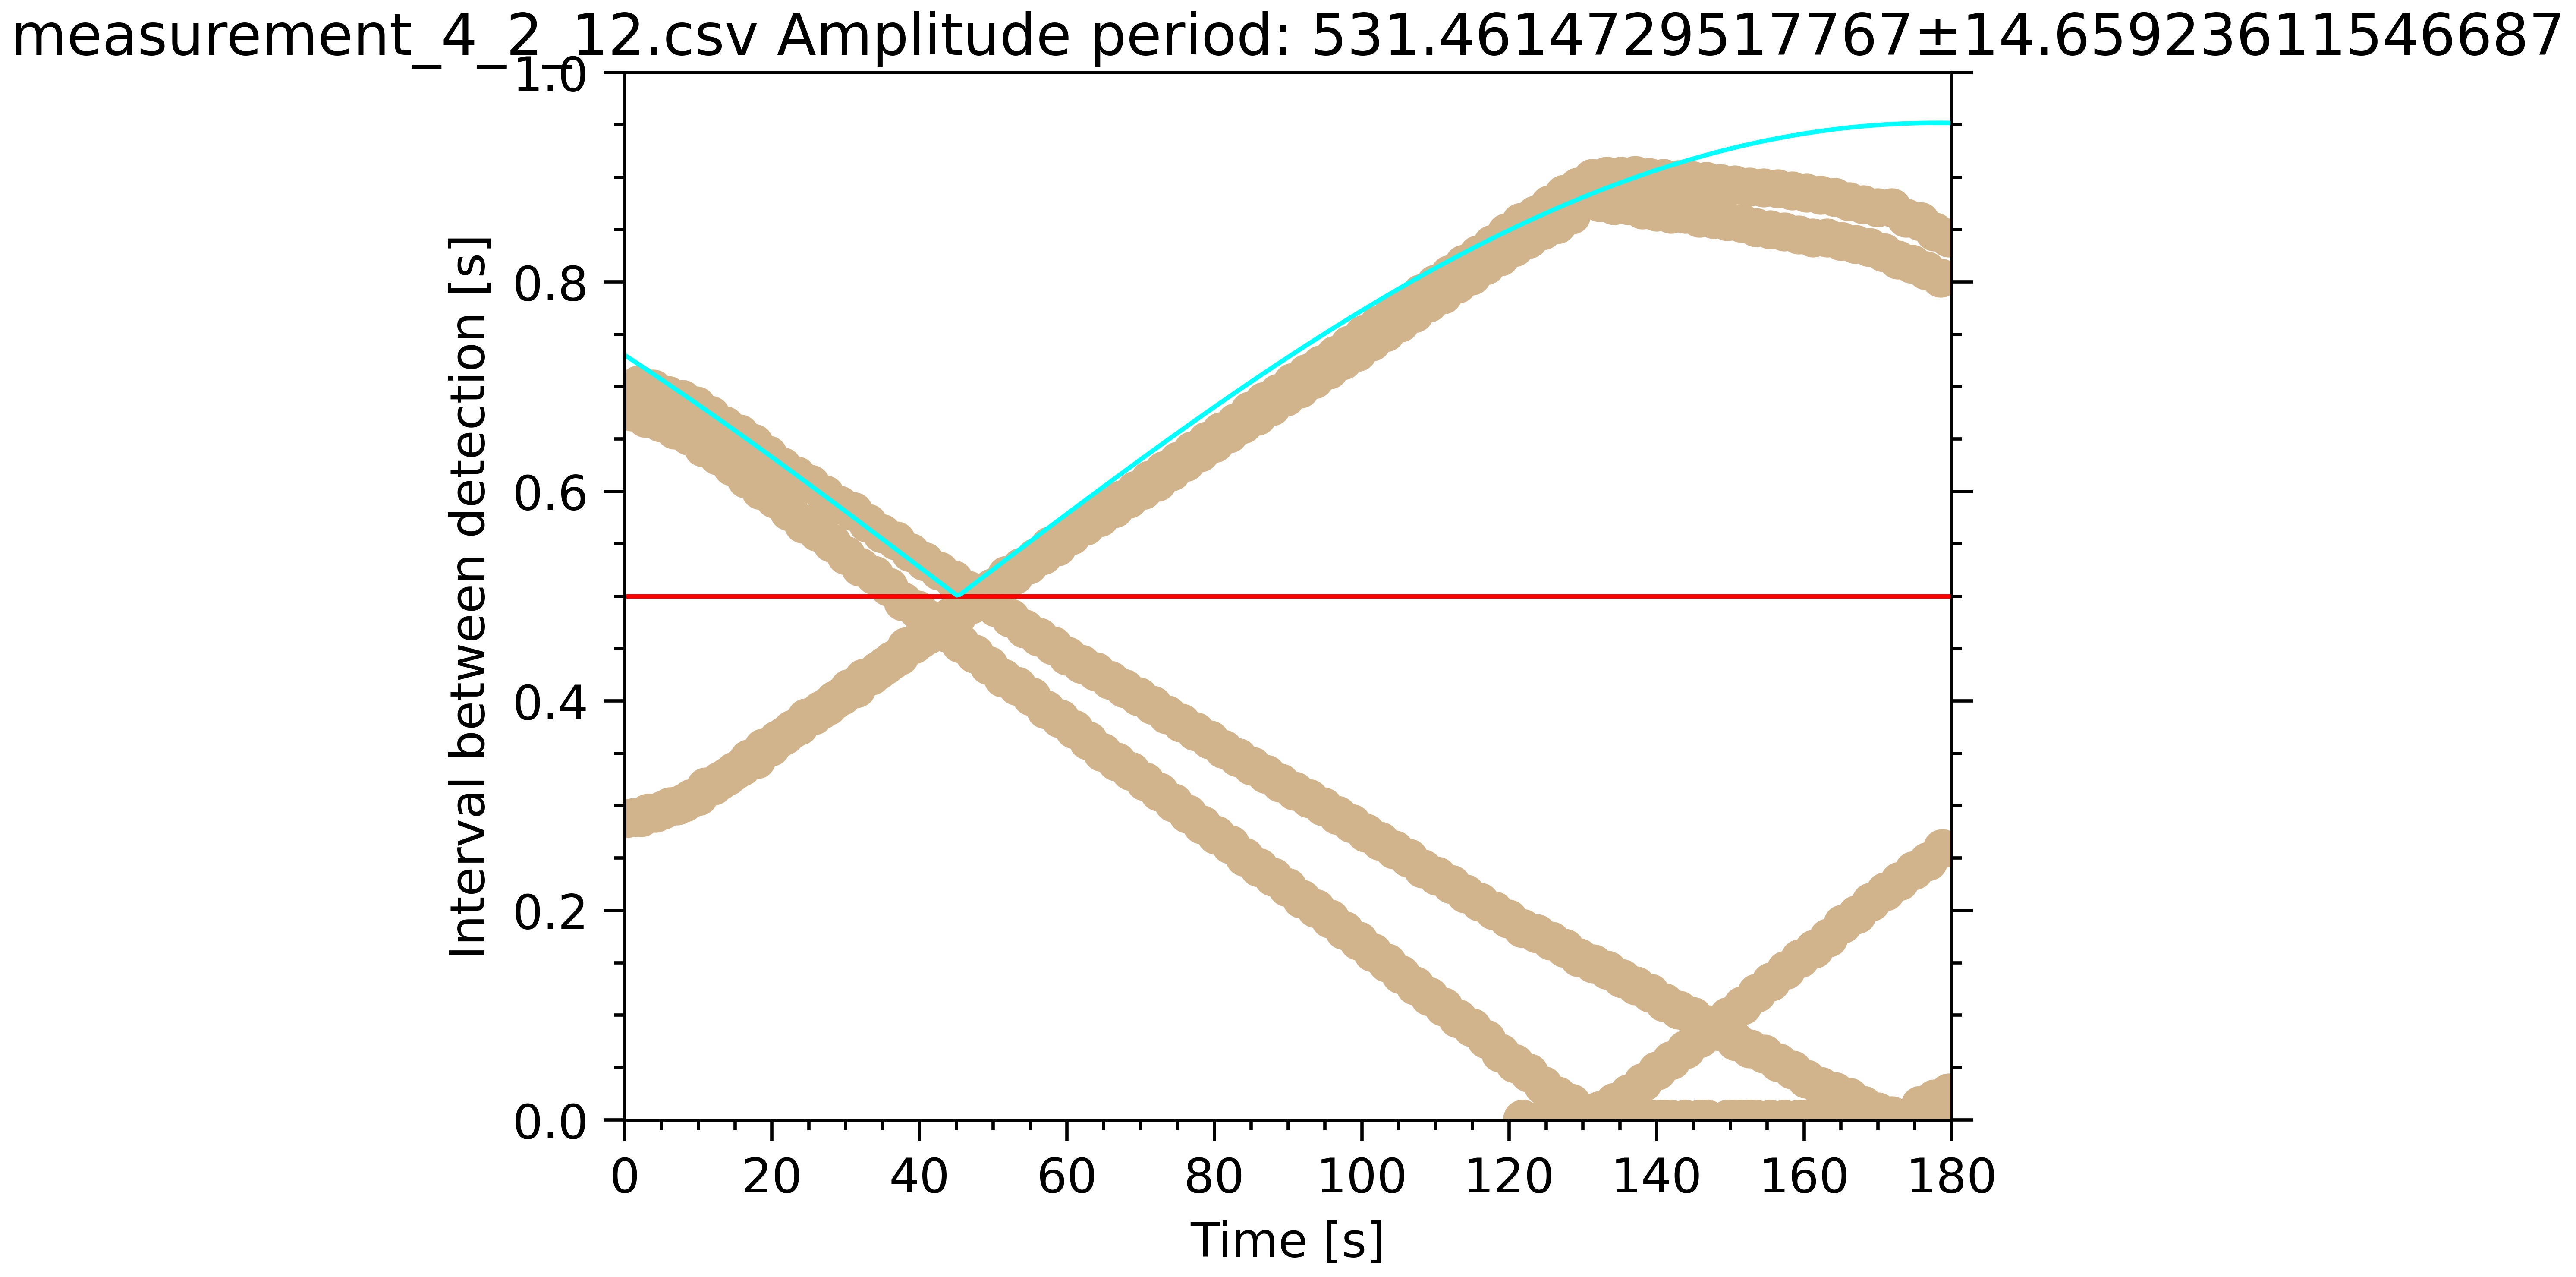 measurement_4_2_12.csv Amplitude period: 531.4614729517767±14.65923611546687
1.0
0.8
0.6
0.4
0.2
0.0
Interval between detection [s]
0 20 40 60 80 100 120 140 160 180
Time [s]